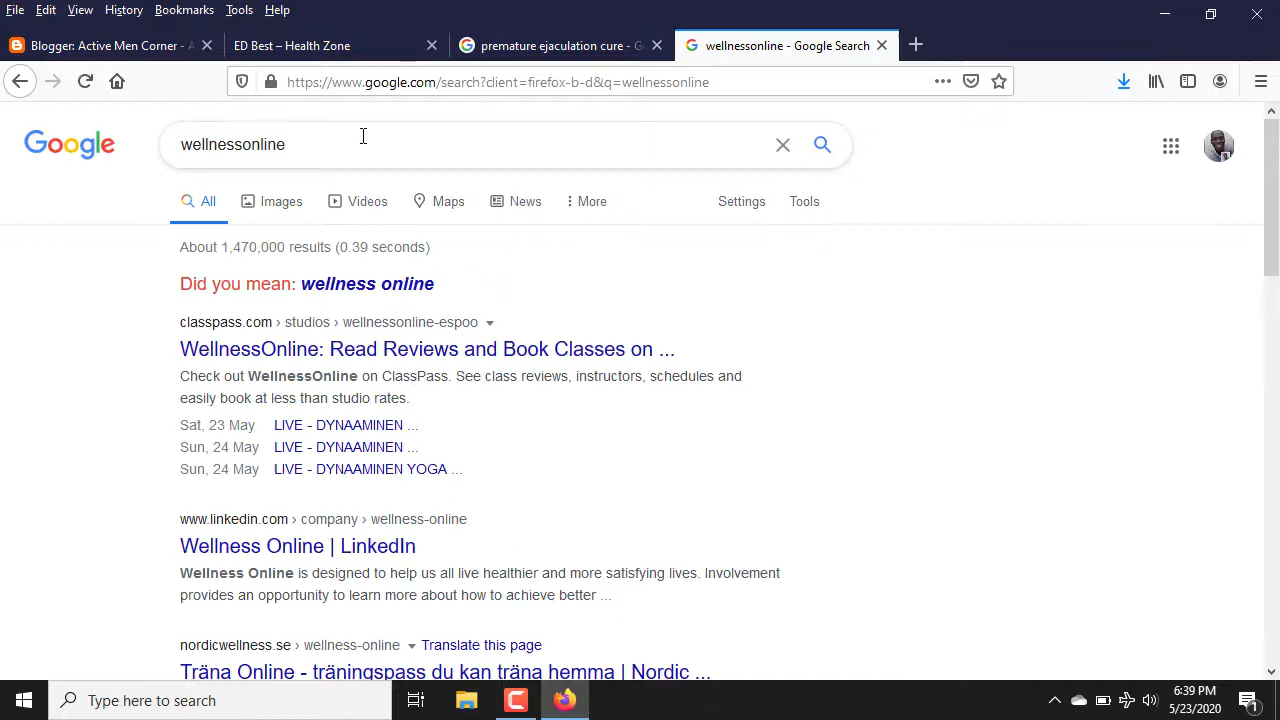 File Edit View History Bookmarks Tools Help
Blogger: Active Men Corner - A
ED Best – Health Zone
premature ejaculation cure - G
wellnessonline - Google Search
https://www.google.com/search?client=firefox-b-d&q=wellnessonline
Google
wellnessonline
All Images Videos Maps News More Settings Tools
About 1,470,000 results (0.39 seconds)
Did you mean: wellness online
classpass.com › studios › wellnessonline-espoo
WellnessOnline: Read Reviews and Book Classes on ...
Check out WellnessOnline on ClassPass. See class reviews, instructors, schedules and
easily book at less than studio rates.
Sat, 23 May LIVE - DYNAAMINEN ...
Sun, 24 May LIVE - DYNAAMINEN ...
Sun, 24 May LIVE - DYNAAMINEN YOGA ...
www.linkedin.com › company › wellness-online
Wellness Online | LinkedIn
Wellness Online is designed to help us all live healthier and more satisfying lives. Involvement
provides an opportunity to learn more about how to achieve better ...
nordicwellness.se › wellness-online Translate this page
Träna Online - träningspass du kan träna hemma | Nordic ...
Type here to search
6:39 PM
5/23/2020
1